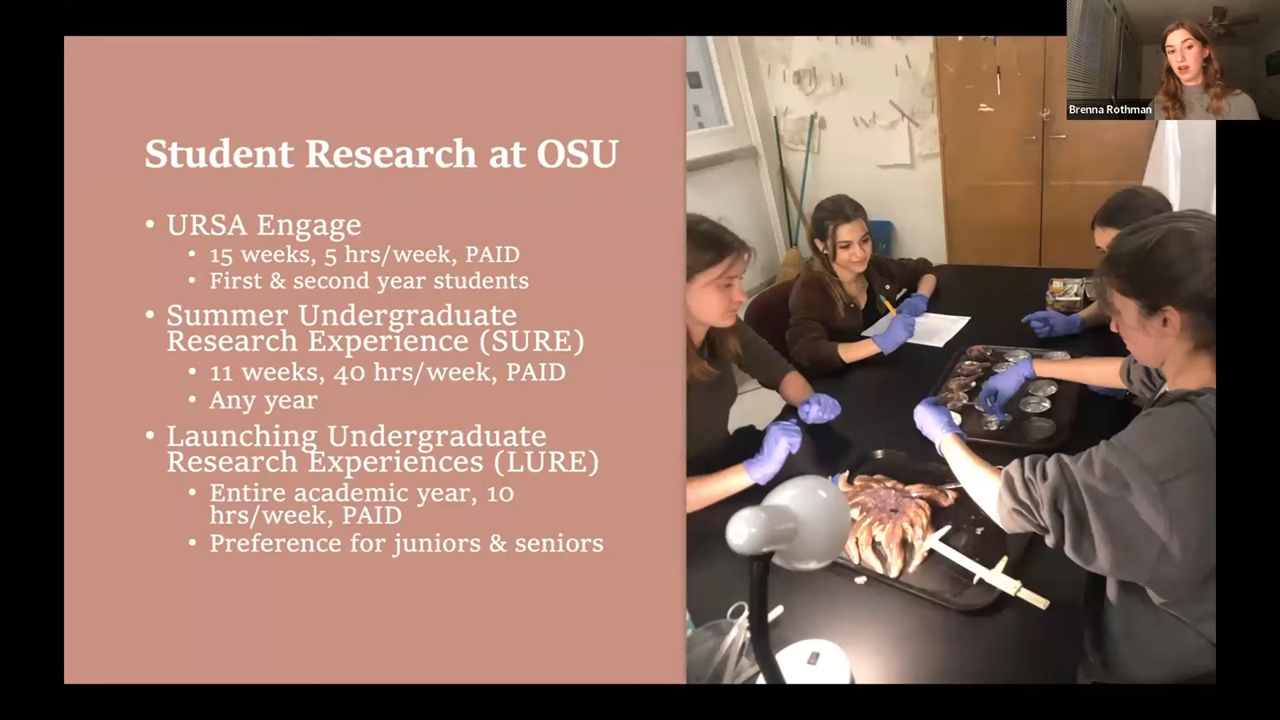 Student Research at OSU
• URSA Engage
• 15 weeks, 5 hrs/week, PAID
• First & second year students
• Summer Undergraduate
Research Experience (SURE)
• 11 weeks, 40 hrs/week, PAID
• Any year
• Launching Undergraduate
Research Experiences (LURE)
• Entire academic year, 10
hrs/week, PAID
• Preference for juniors & seniors
Brenna Rothman